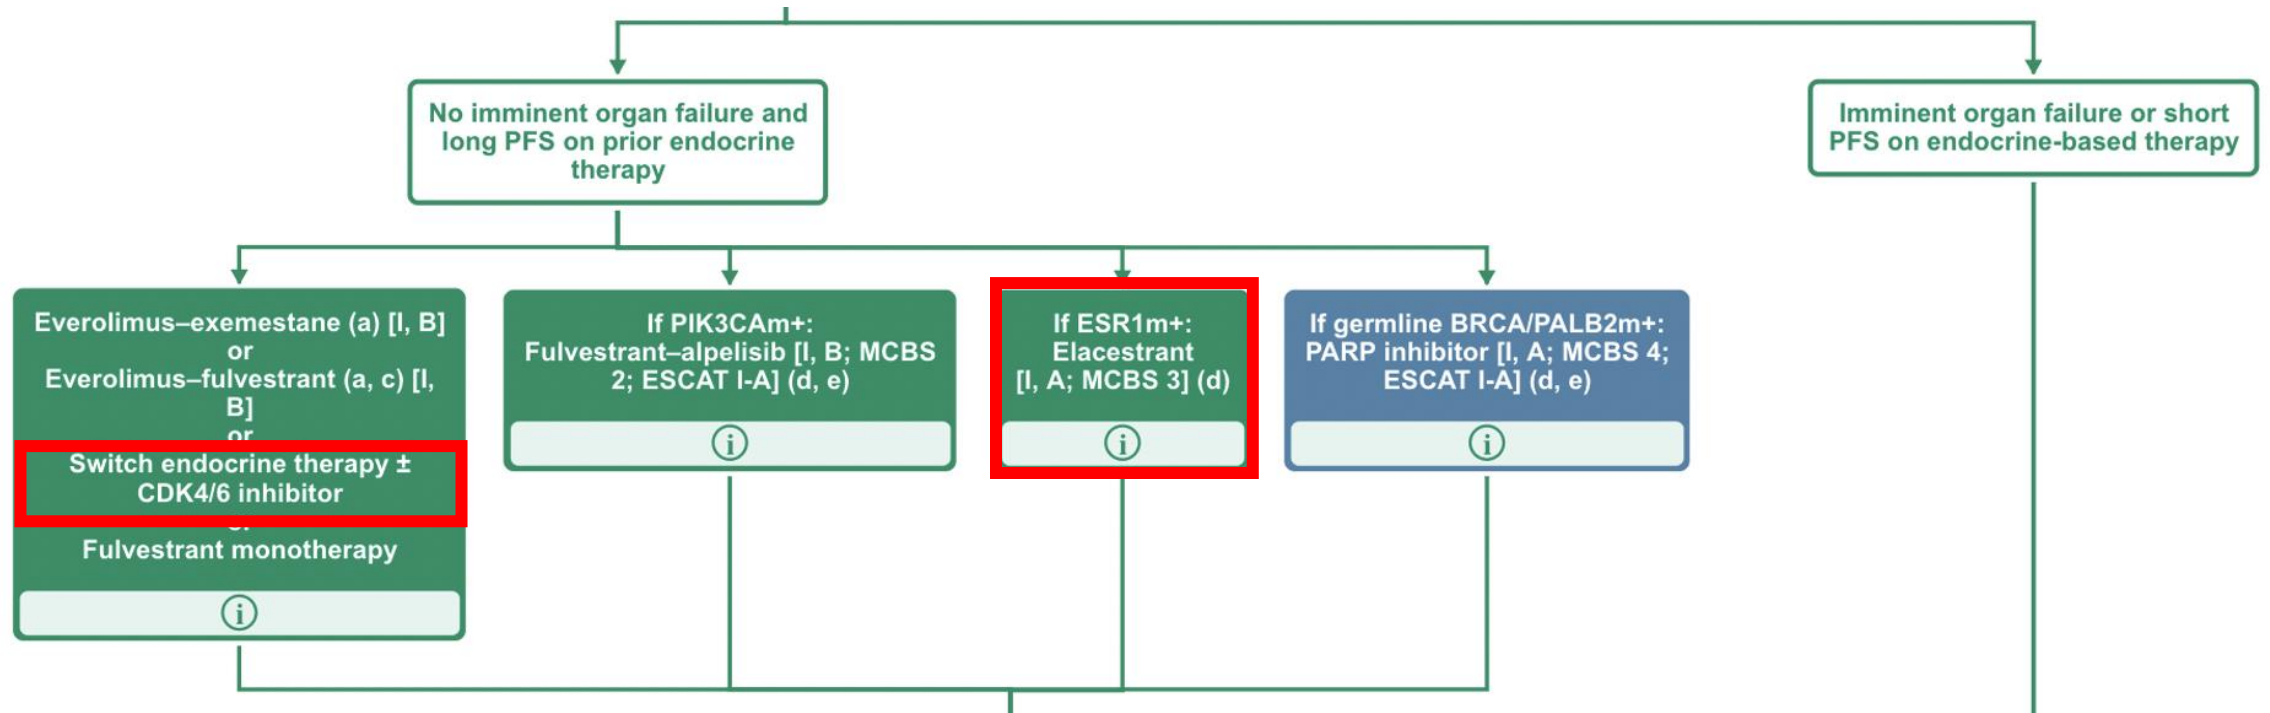 No imminent organ failure and
long PFS on prior endocrine
therapy
Imminent organ failure or short
PFS on endocrine-based therapy
Everolimus–exemestane (a) [I, B]
or
Everolimus–fulvestrant (a, c) [I,
B]
or
Switch endocrine therapy ±
CDK4/6 inhibitor
Fulvestrant monotherapy
i
If PIK3CAm+:
Fulvestrant–alpelisib [I, B; MCBS
2; ESCAT I-A] (d, e)
i
If ESR1m+:
Elacestrant
[I, A; MCBS 3] (d)
i
If germline BRCA/PALB2m+:
PARP inhibitor [I, A; MCBS 4;
ESCAT I-A] (d, e)
i